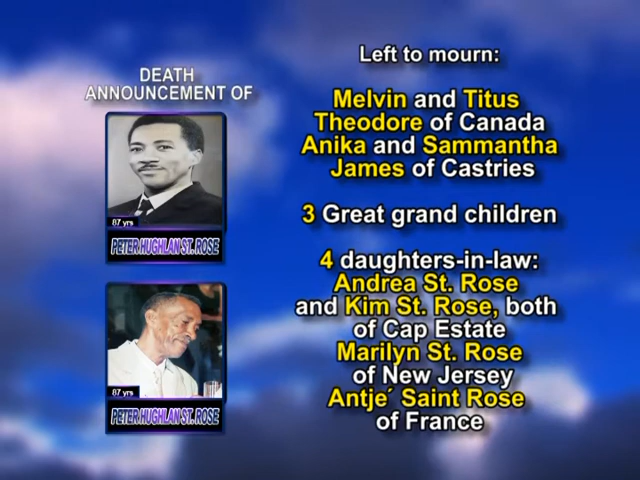 DEATH
ANNOUNCEMENT OF
87 yrs
PETER HUGHLAN ST. ROSE
87 yrs
PETER HUGHLAN ST. ROSE
Left to mourn:
Melvin and Titus
Theodore of Canada
Anika and Sammantha
James of Castries
3 Great grand children
4 daughters-in-law:
Andrea St. Rose
and Kim St. Rose, both
of Cap Estate
Marilyn St. Rose
of New Jersey
Antje´ Saint Rose
of France